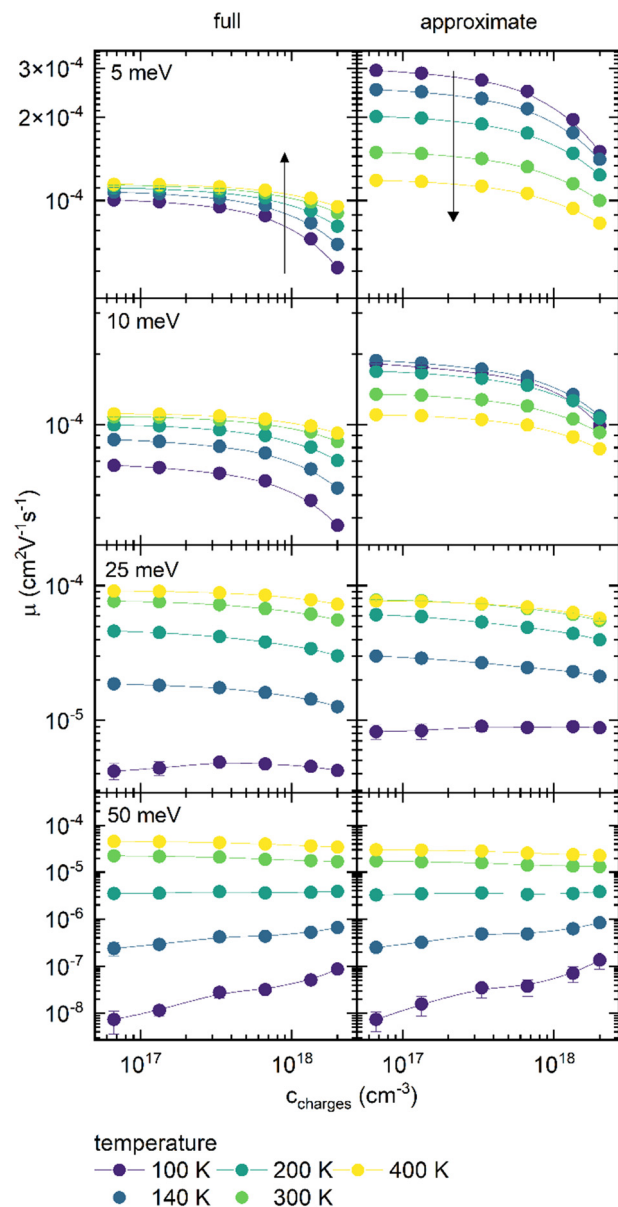 full approximate
3×10⁻⁴
5 meV
2×10⁻⁴
10⁻⁴
10 meV
10⁻⁴
μ (cm²V⁻¹s⁻¹)
25 meV
10⁻⁴
10⁻⁵
50 meV
10⁻⁴
10⁻⁵
10⁻⁶
10⁻⁷
10⁻⁸
10¹⁷ 10¹⁸ 10¹⁷ 10¹⁸
c_charges (cm⁻³)
temperature
100 K 200 K 400 K
140 K 300 K